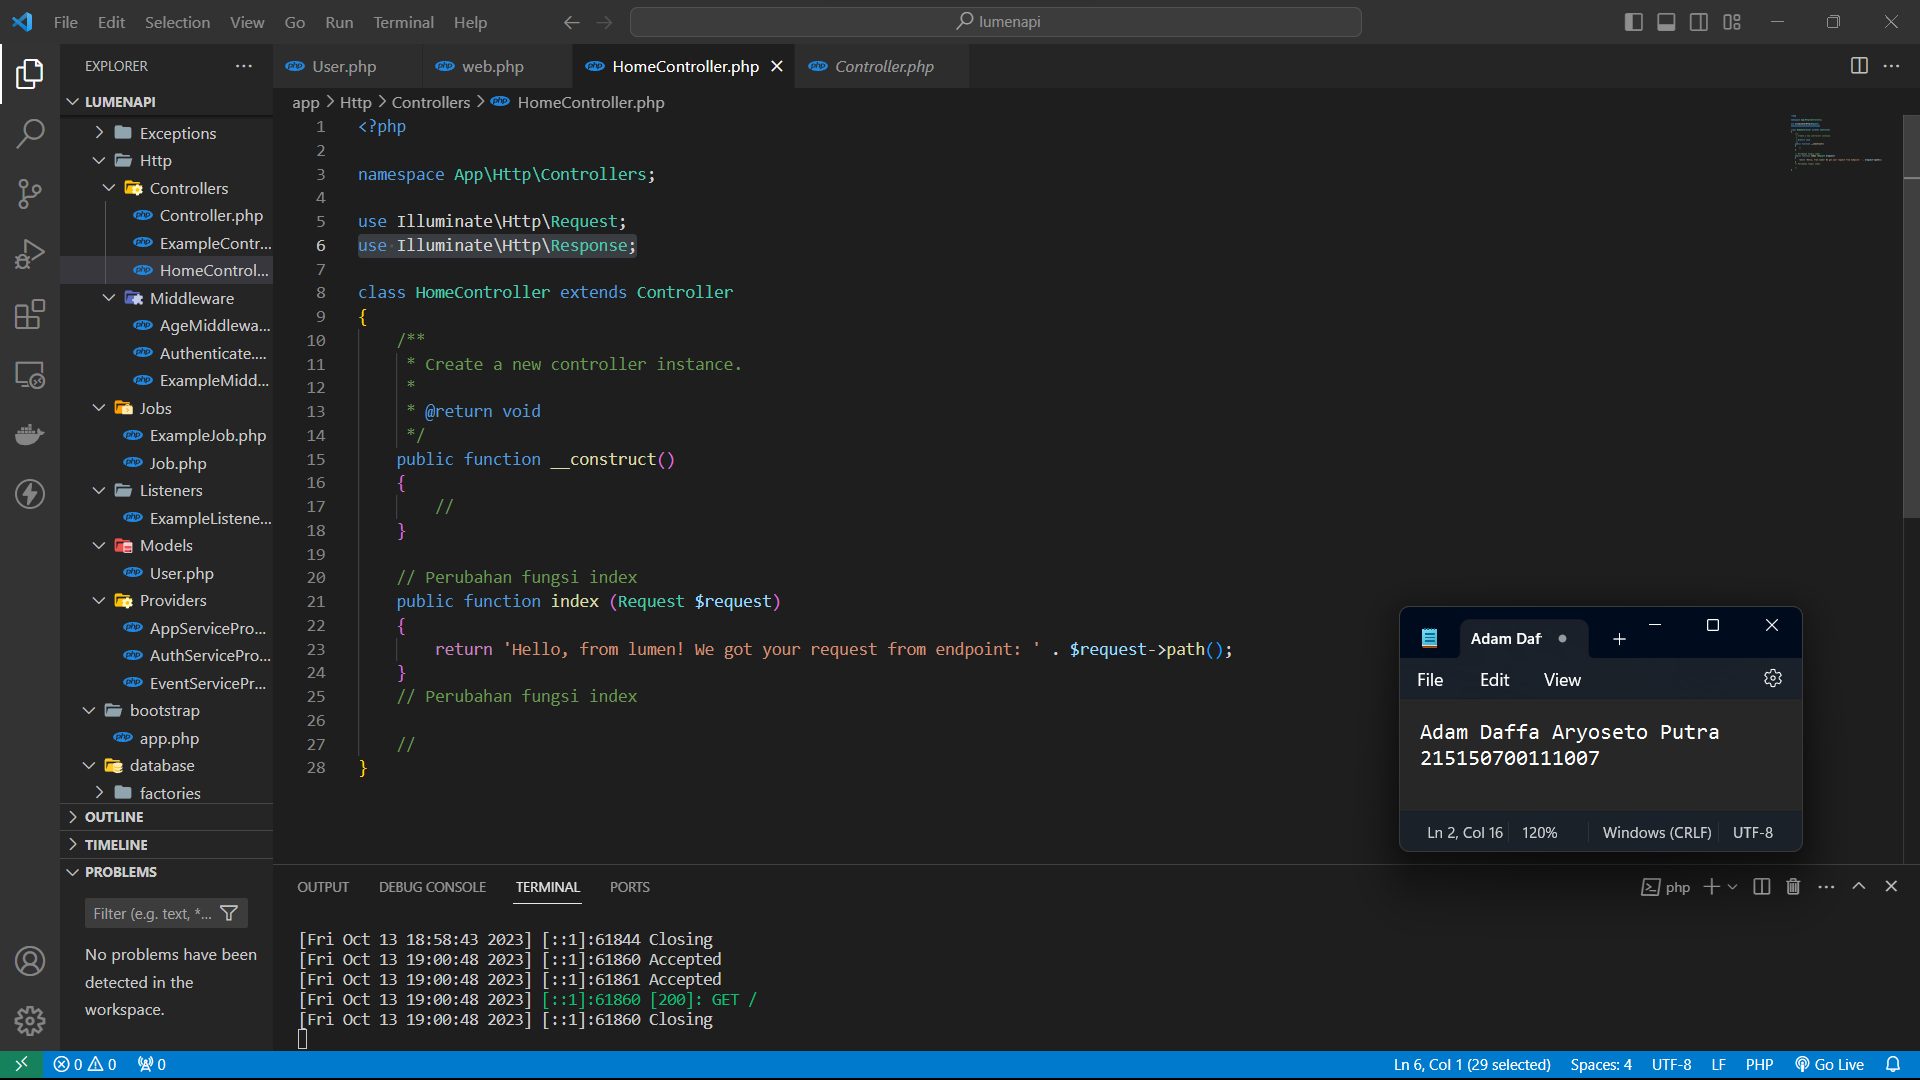 File Edit Selection View Go Run Terminal Help
lumenapi
EXPLORER
LUMENAPI
Exceptions
Http
Controllers
Controller.php
ExampleContr...
HomeControl...
Middleware
AgeMiddlewa...
Authenticate....
ExampleMidd...
Jobs
ExampleJob.php
Job.php
Listeners
ExampleListene...
Models
User.php
Providers
AppServicePro...
AuthServicePro...
EventServicePr...
bootstrap
app.php
database
factories
OUTLINE
TIMELINE
PROBLEMS
Filter (e.g. text, *...
No problems have been
detected in the
workspace.
User.php web.php HomeController.php Controller.php
app > Http > Controllers > HomeController.php
1 <?php
2
3 namespace App\Http\Controllers;
4
5 use Illuminate\Http\Request;
6 use Illuminate\Http\Response;
7
8 class HomeController extends Controller
9 {
10 /**
11 * Create a new controller instance.
12 *
13 * @return void
14 */
15 public function __construct()
16 {
17 //
18 }
19
20 // Perubahan fungsi index
21 public function index (Request $request)
22 {
23 return 'Hello, from lumen! We got your request from endpoint: ' . $request->path();
24 }
25 // Perubahan fungsi index
26
27 //
28 }
Adam Daf
File Edit View
Adam Daffa Aryoseto Putra
215150700111007
Ln 2, Col 16 120% Windows (CRLF) UTF-8
OUTPUT DEBUG CONSOLE TERMINAL PORTS
php
[Fri Oct 13 18:58:43 2023] [::1]:61844 Closing
[Fri Oct 13 19:00:48 2023] [::1]:61860 Accepted
[Fri Oct 13 19:00:48 2023] [::1]:61861 Accepted
[Fri Oct 13 19:00:48 2023] [::1]:61860 [200]: GET /
[Fri Oct 13 19:00:48 2023] [::1]:61860 Closing
0 0 0
Ln 6, Col 1 (29 selected) Spaces: 4 UTF-8 LF PHP Go Live